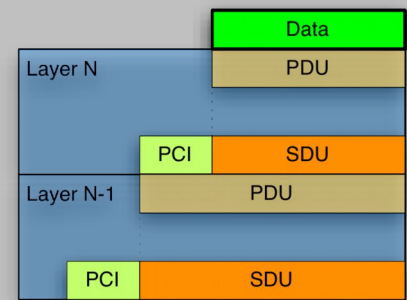 Data
Layer N
PDU
PCI SDU
Layer N-1
PDU
PCI SDU